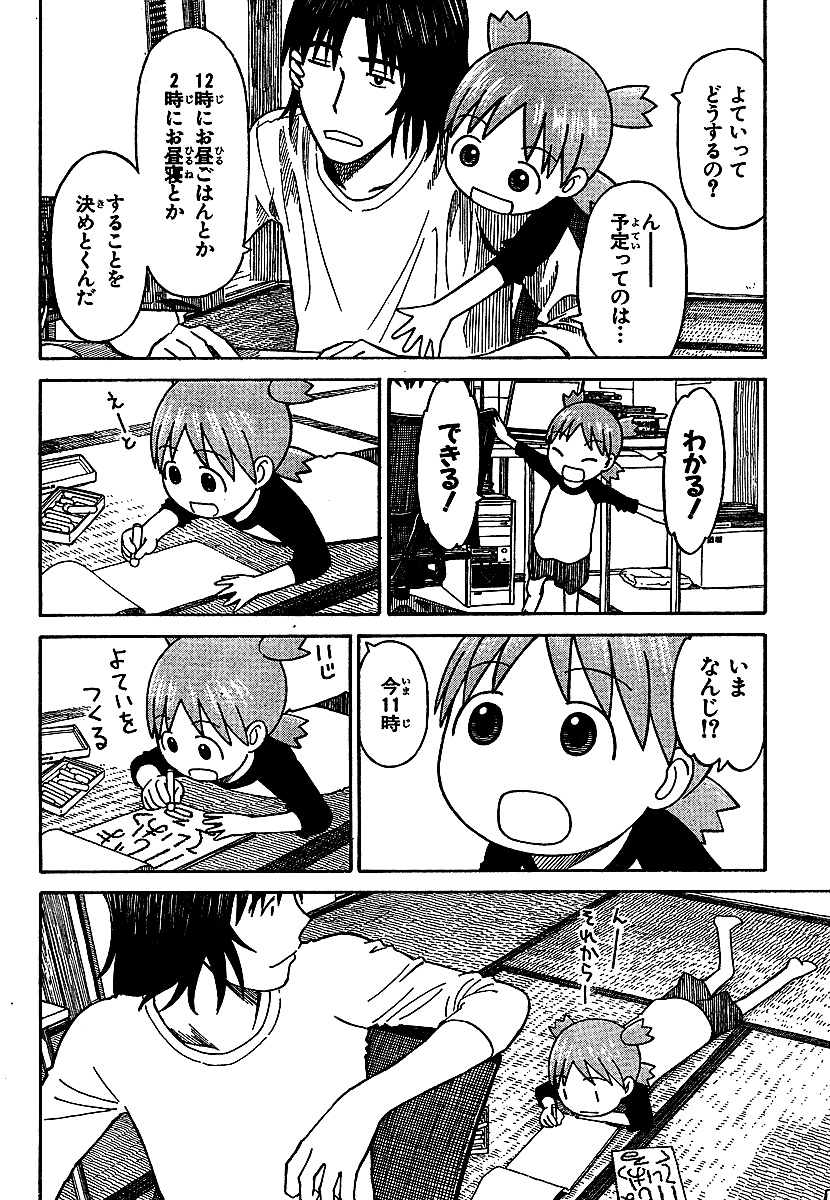 よていって
どうするの？
んーー
予定ってのは…
12時にお昼ごはんとか
2時にお昼寝とか
することを
決めとくんだ
わかる！
できる！
えーと
いま
なんじ！？
今11時
11じ
よていを
つくる
んー
それからー